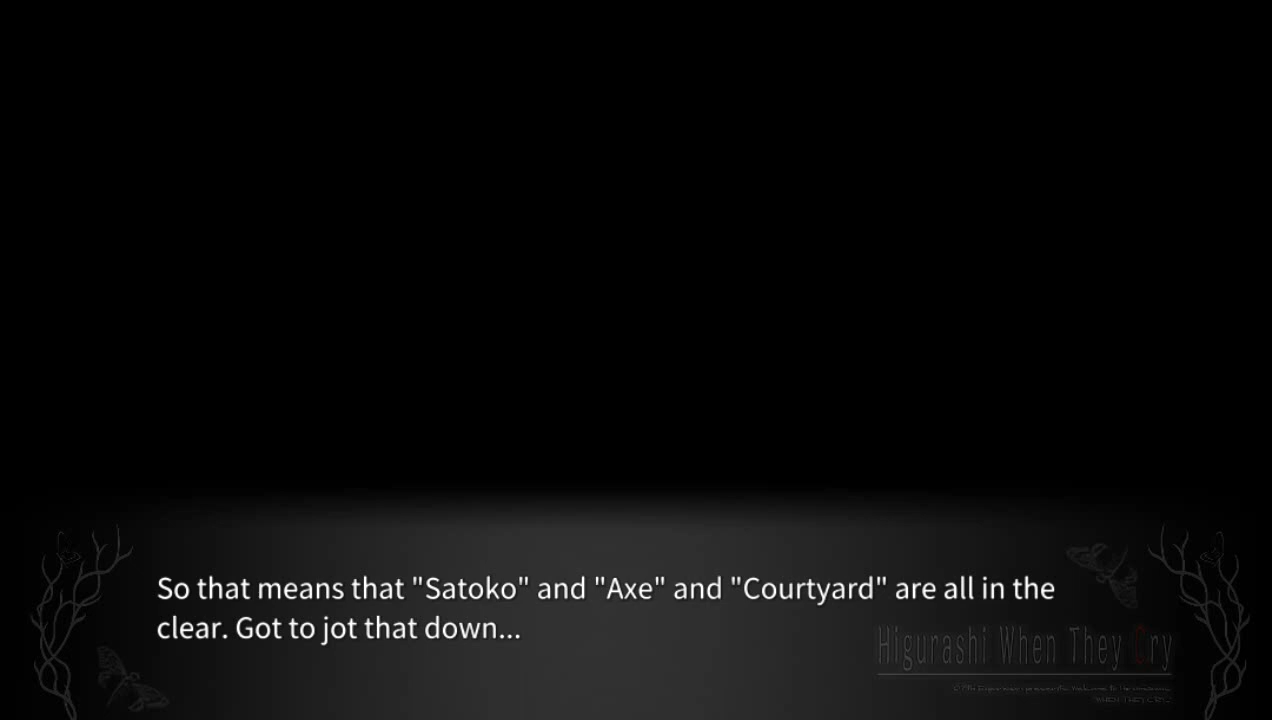 So that means that "Satoko" and "Axe" and "Courtyard" are all in the
clear. Got to jot that down...
Higurashi When They Cry